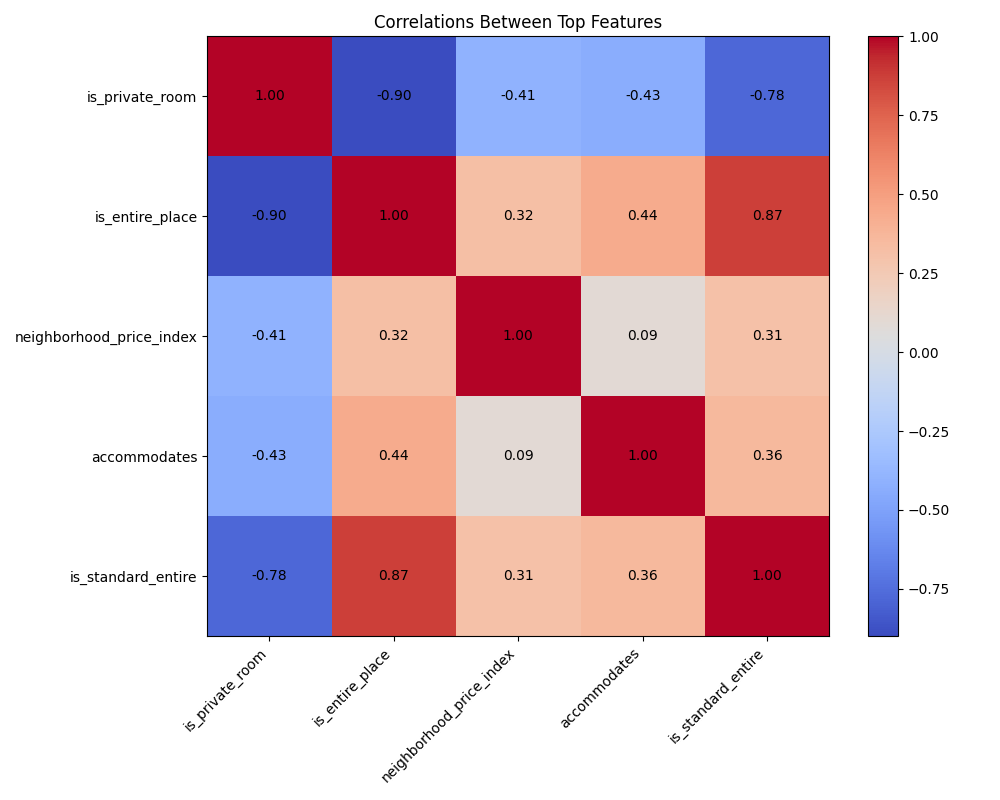 Correlations Between Top Features
is_private_room 1.00 -0.90 -0.41 -0.43 -0.78
is_entire_place -0.90 1.00 0.32 0.44 0.87
neighborhood_price_index -0.41 0.32 1.00 0.09 0.31
accommodates -0.43 0.44 0.09 1.00 0.36
is_standard_entire -0.78 0.87 0.31 0.36 1.00
is_private_room
is_entire_place
neighborhood_price_index
accommodates
is_standard_entire
1.00
0.75
0.50
0.25
0.00
−0.25
−0.50
−0.75